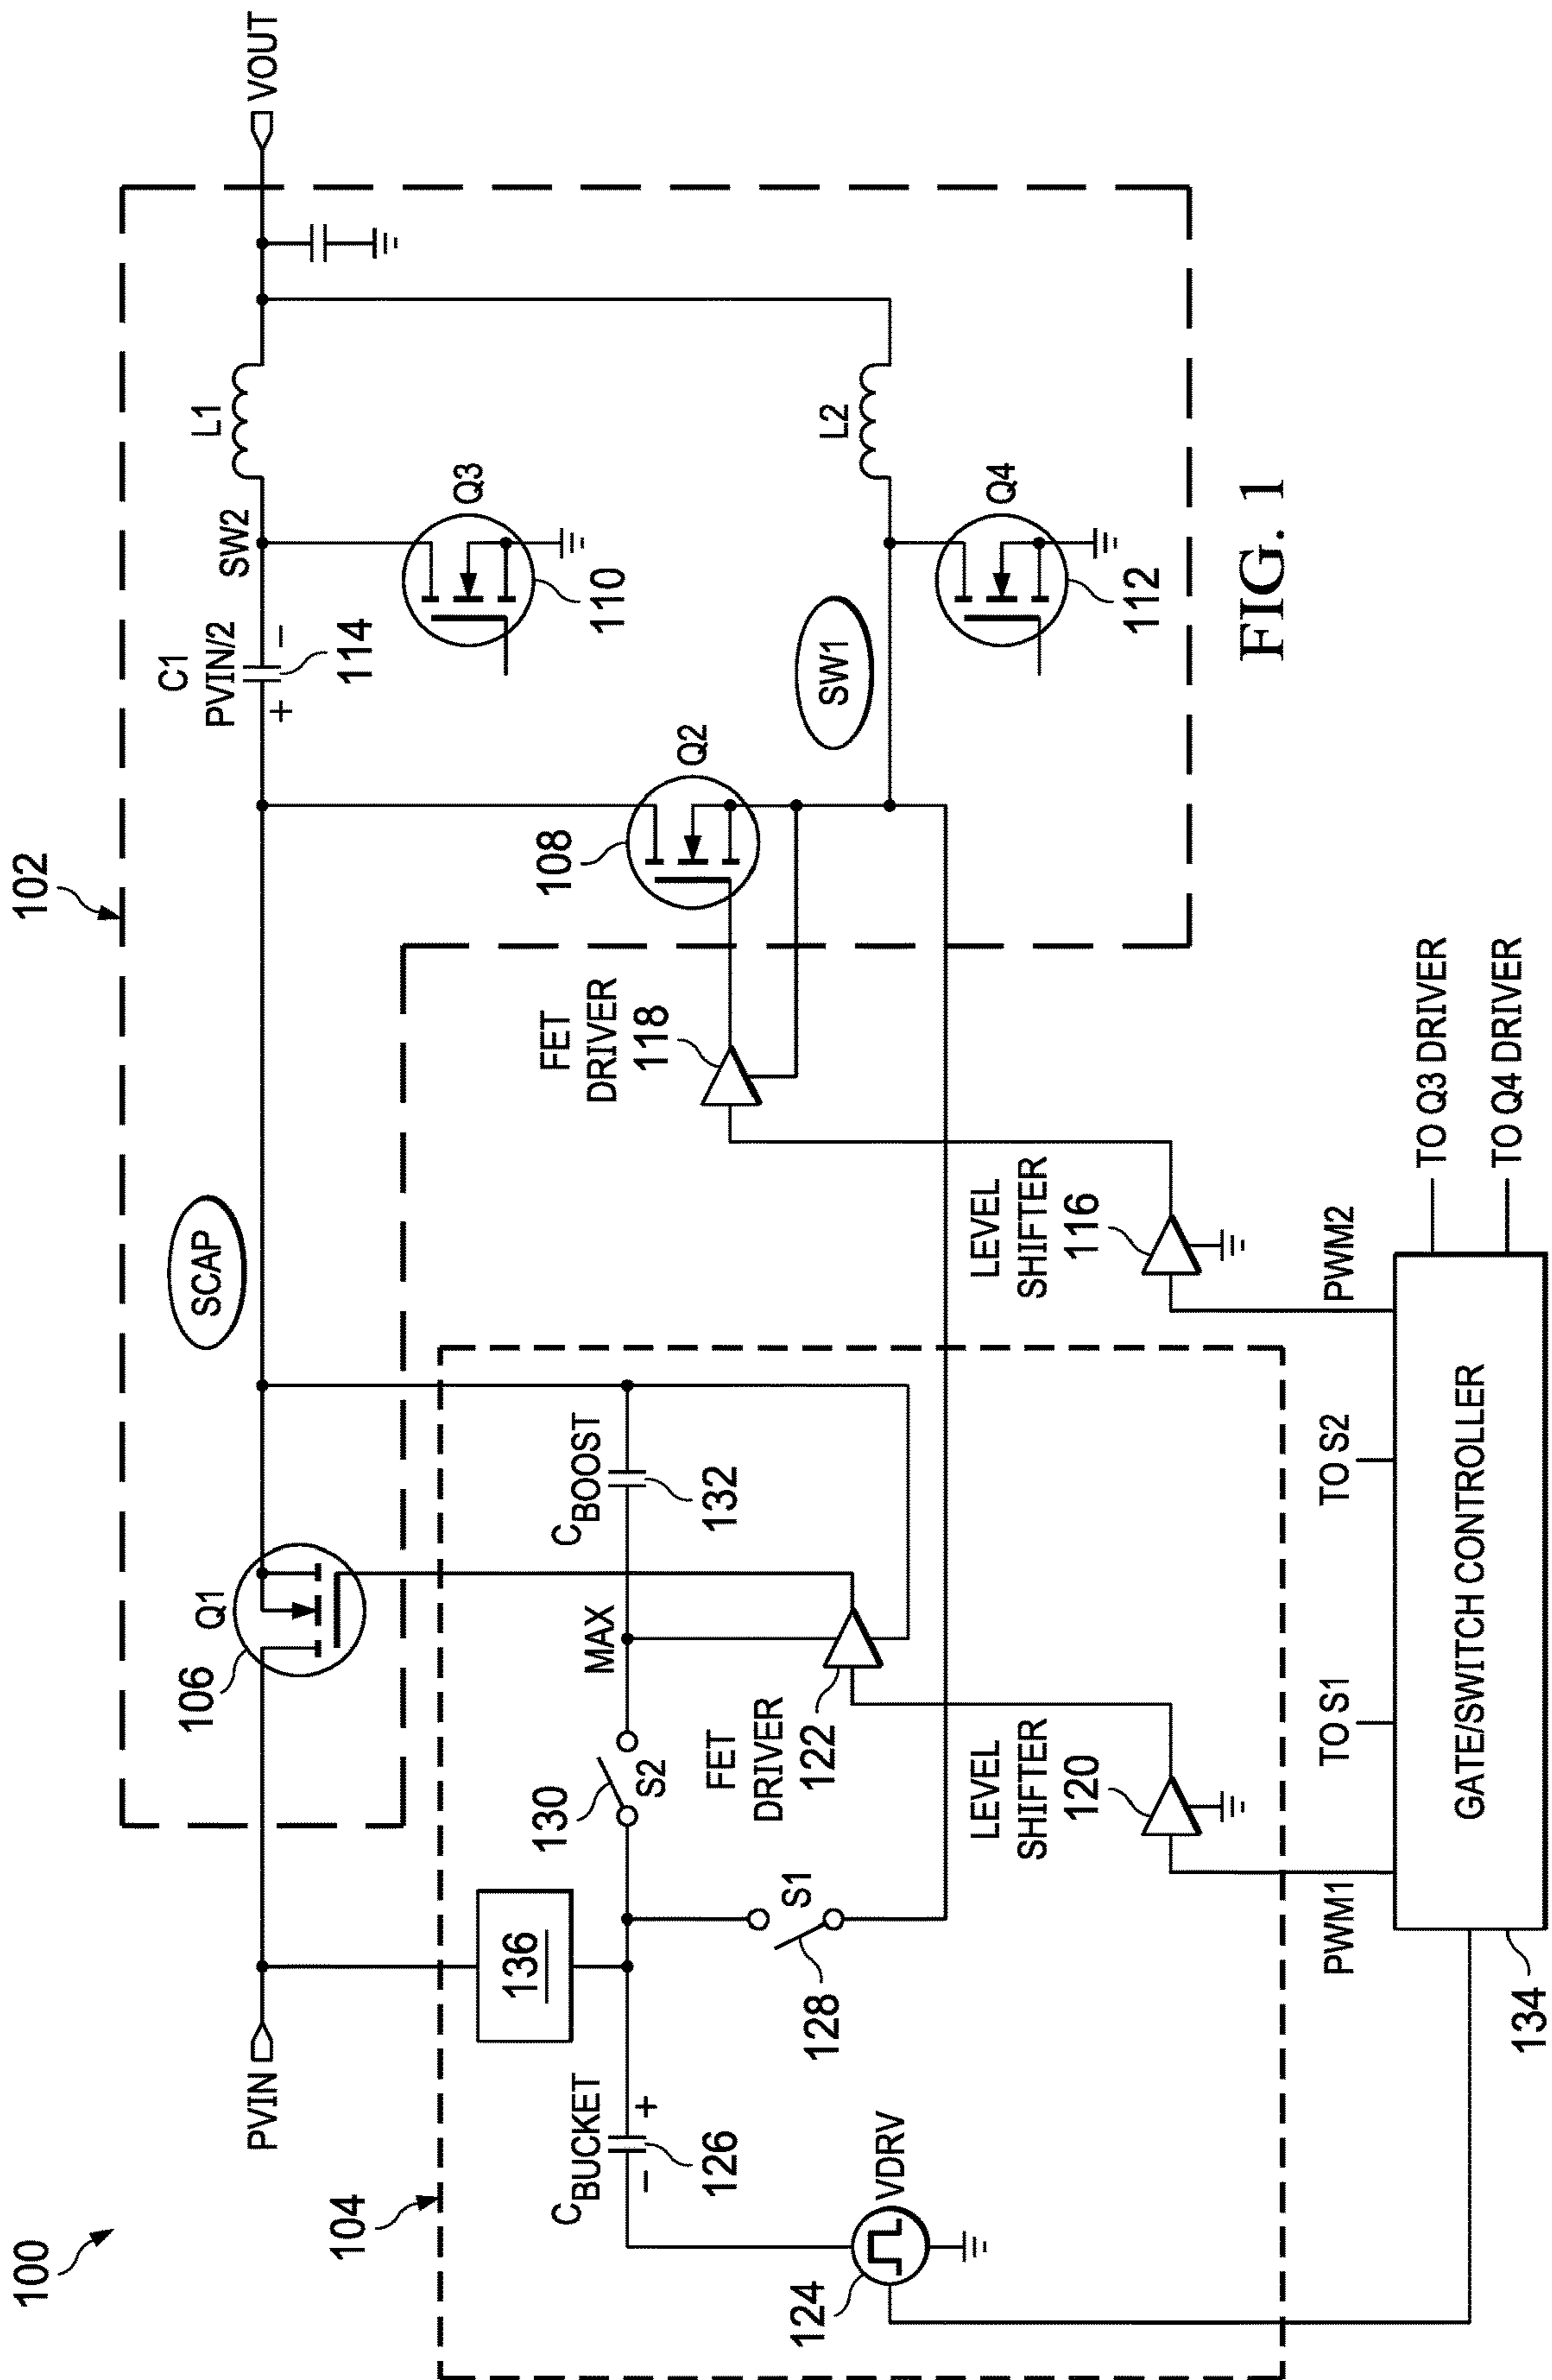 100
102
SCAP
C1
PVIN/2
+
-
114
SW2
L1
VOUT
PVIN
106
Q1
104
136
130
S2
MAX
CBOOST
132
FET
DRIVER
118
108
Q2
Q3
110
SW1
L2
Q4
112
CBUCKET
-
+
126
S1
128
FET
DRIVER
122
124
VDRV
LEVEL
SHIFTER
120
LEVEL
SHIFTER
116
PWM1
TO S1
TO S2
PWM2
TO Q3 DRIVER
TO Q4 DRIVER
GATE/SWITCH CONTROLLER
134
FIG. 1